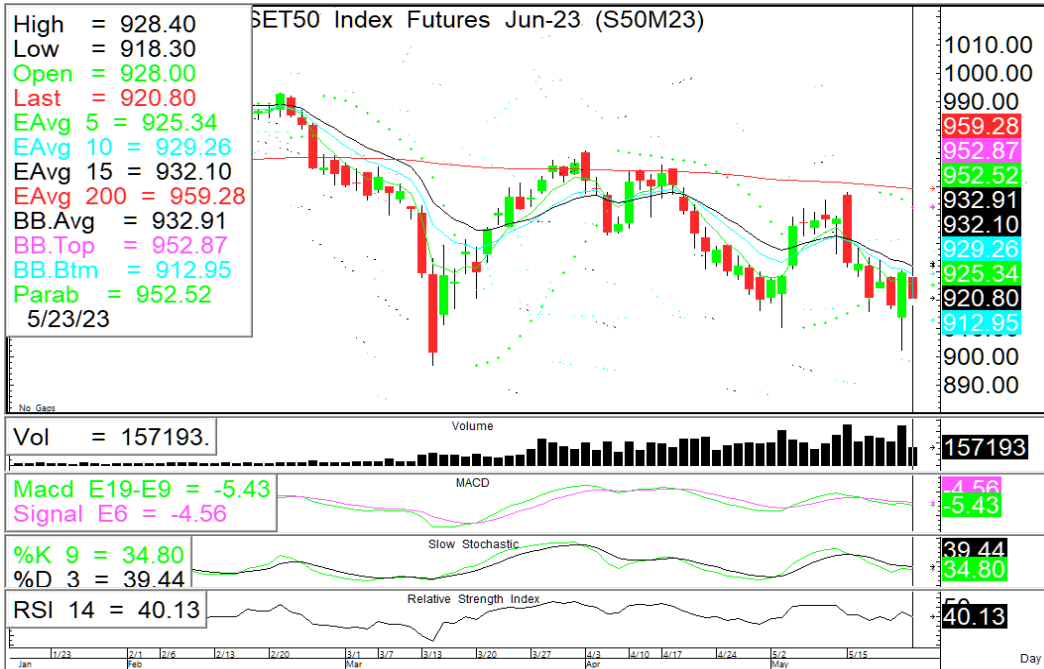 SET50 Index Futures Jun-23 (S50M23)
High = 928.40
Low = 918.30
Open = 928.00
Last = 920.80
EAvg 5 = 925.34
EAvg 10 = 929.26
EAvg 15 = 932.10
EAvg 200 = 959.28
BB.Avg = 932.91
BB.Top = 952.87
BB.Btm = 912.95
Parab = 952.52
5/23/23
1010.00
1000.00
990.00
959.28
952.87
952.52
932.91
932.10
929.26
925.34
920.80
912.95
900.00
890.00
No Gaps
Volume
Vol = 157193.
157193
MACD
Macd E19-E9 = -5.43
Signal E6 = -4.56
-4.56
-5.43
Slow Stochastic
%K 9 = 34.80
%D 3 = 39.44
39.44
34.80
Relative Strength Index
RSI 14 = 40.13
40.13
1/23 2/1 2/6 2/13 2/20 3/1 3/7 3/13 3/20 3/27 4/3 4/10 4/17 4/24 5/2 5/15
Jan Feb Mar Apr May Day